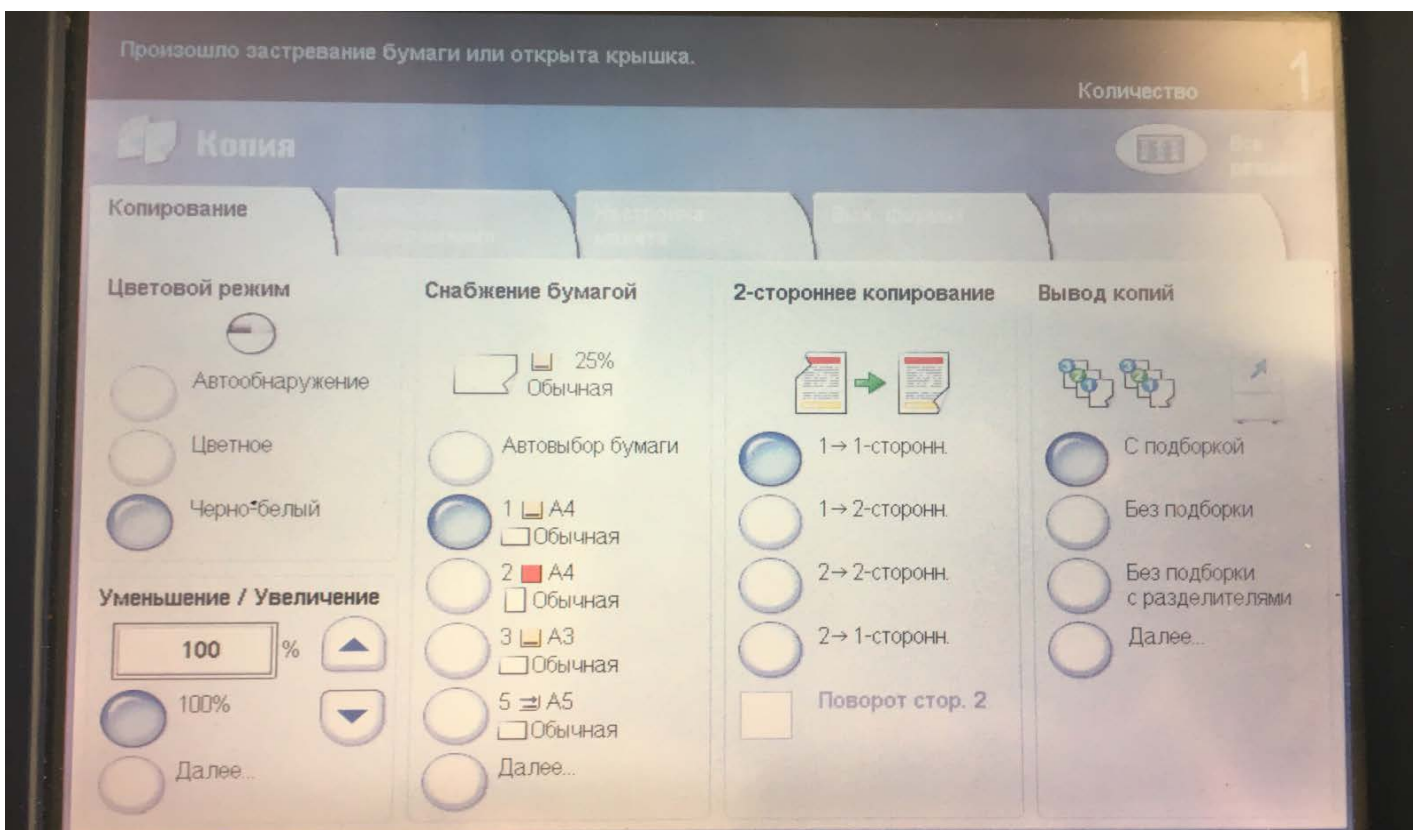 Произошло застревание бумаги или открыта крышка.
1
Количество
Копия
Все
Копирование
Цветовой режим
Автообнаружение
Цветное
Черно-белый
Уменьшение / Увеличение
100 %
100%
Далее...
Снабжение бумагой
25%
Обычная
Автовыбор бумаги
1 A4
Обычная
2 A4
Обычная
3 A3
Обычная
5 A5
Обычная
Далее...
2-стороннее копирование
1→ 1-сторонн.
1→ 2-сторонн.
2→ 2-сторонн.
2→ 1-сторонн.
Поворот стор. 2
Вывод копий
С подборкой
Без подборки
Без подборки
с разделителями
Далее...